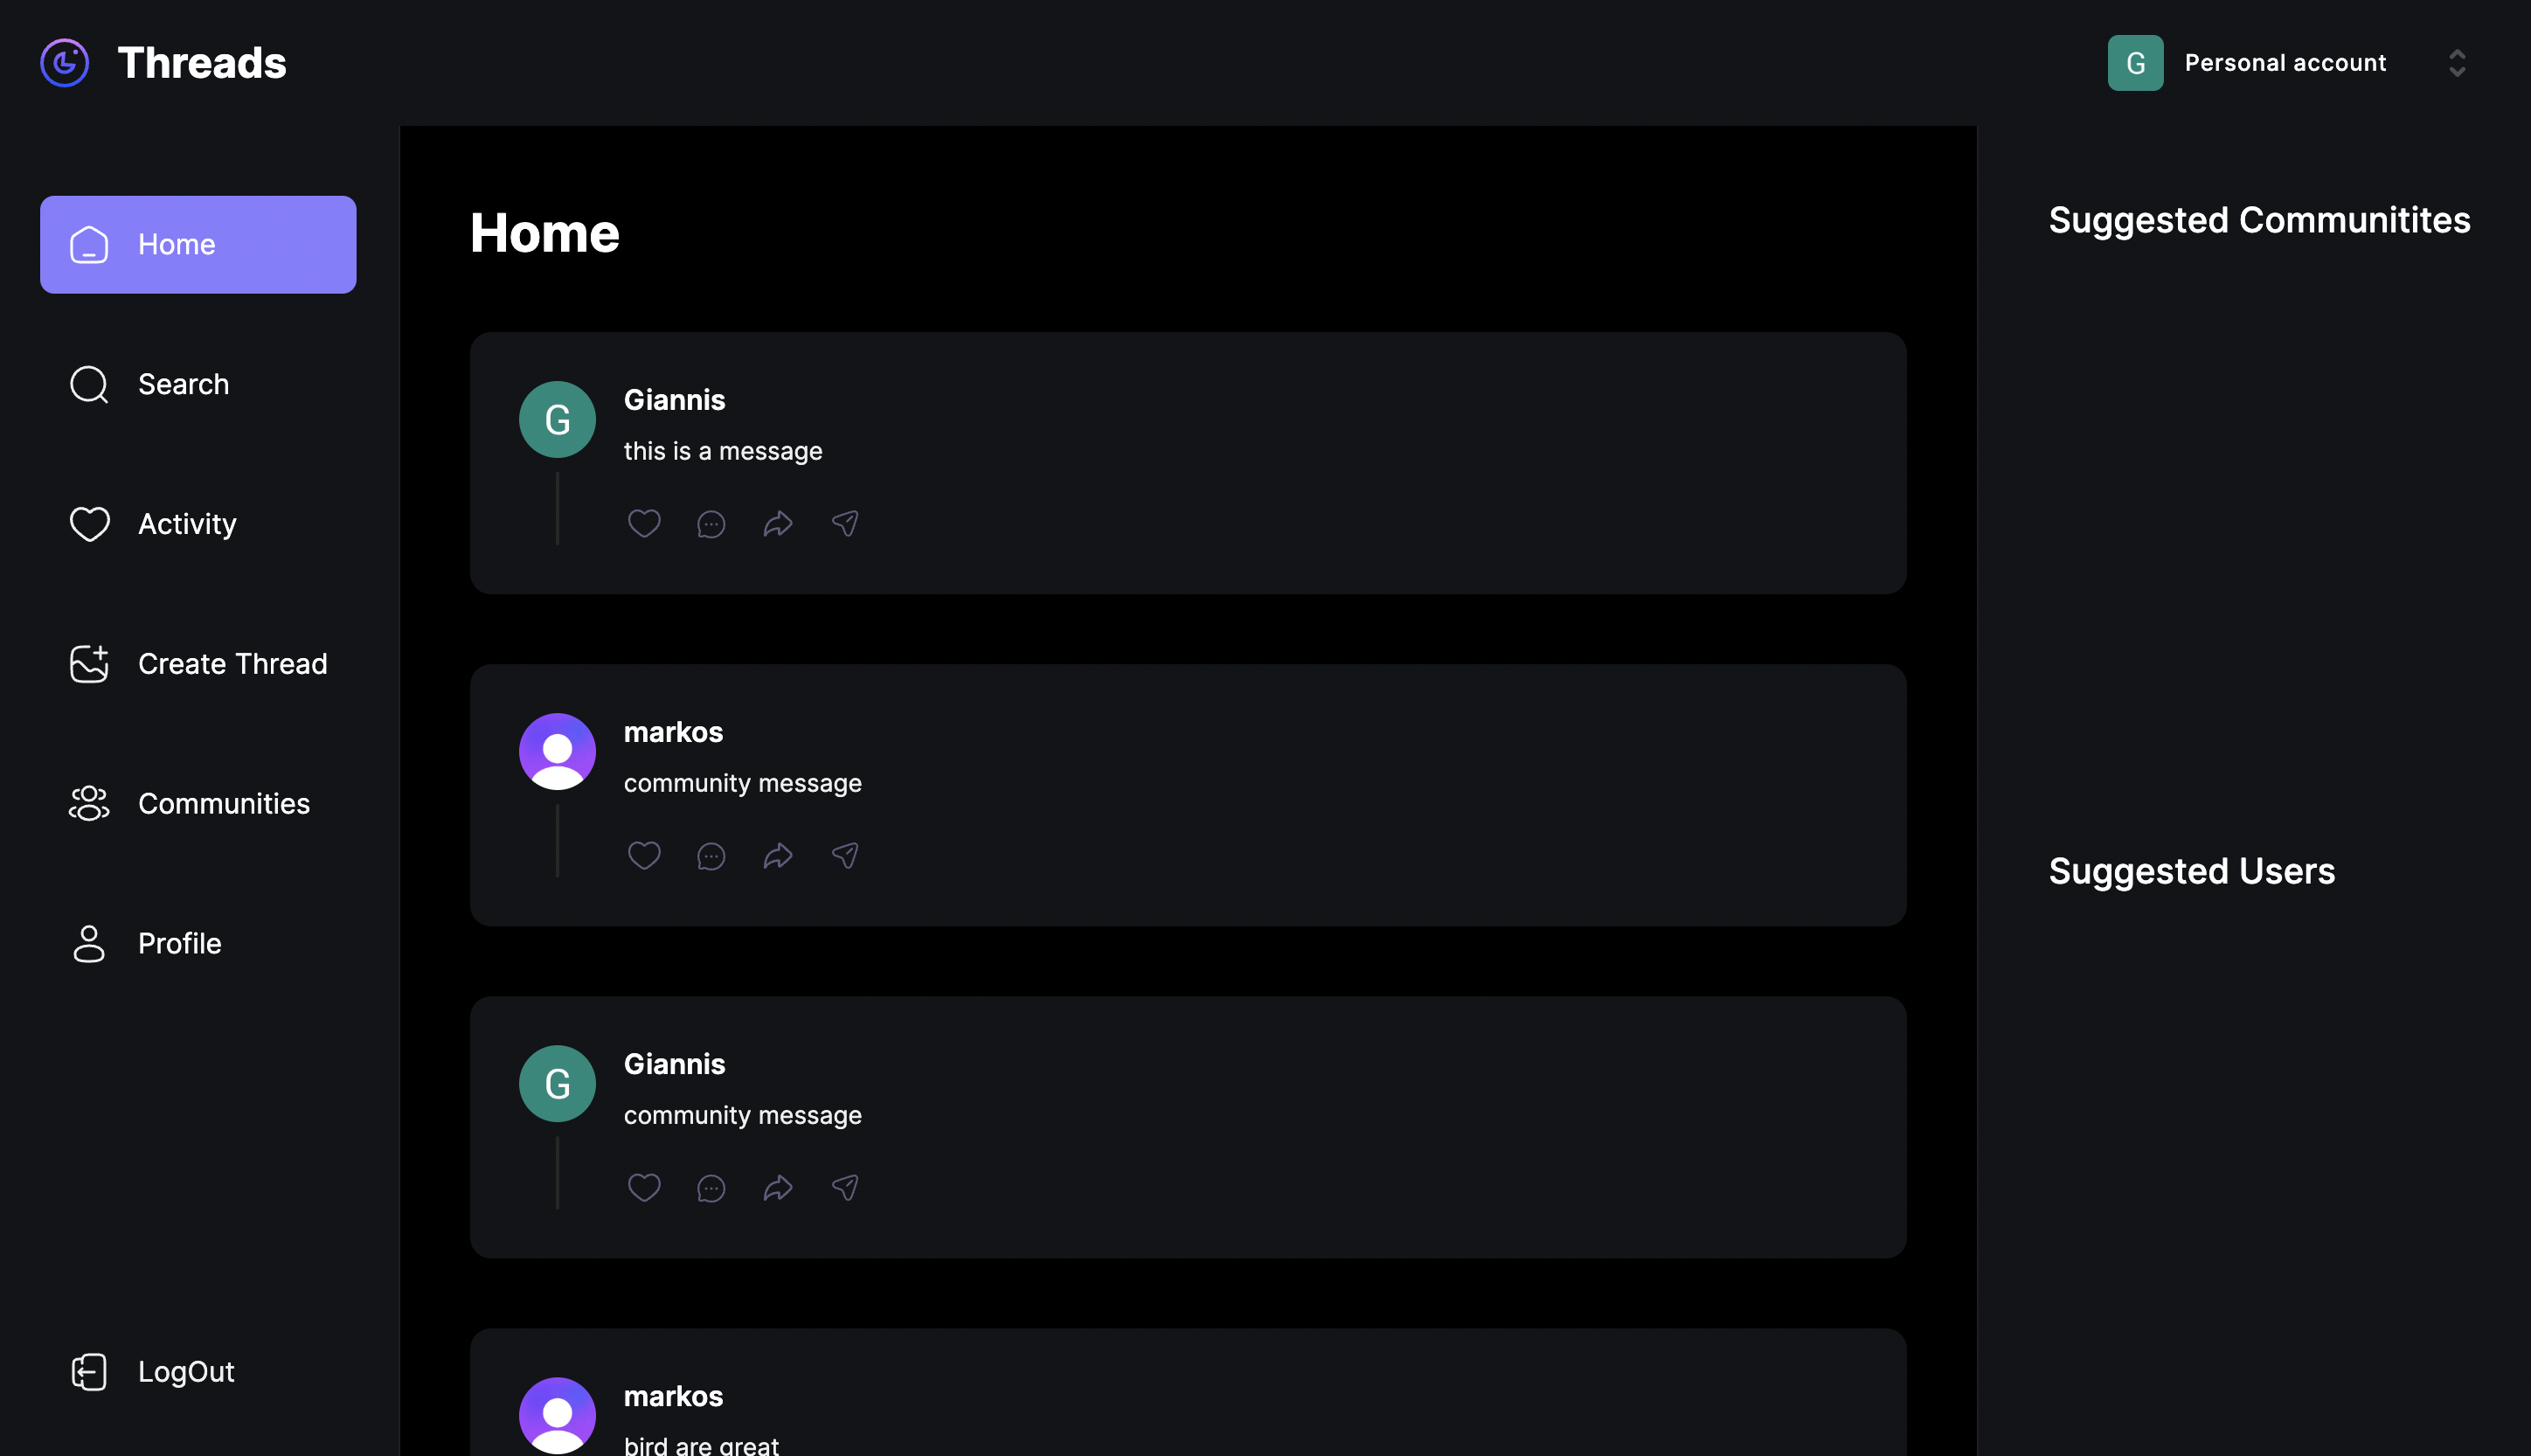 Threads
G Personal account
Home
Search
Activity
Create Thread
Communities
Profile
LogOut
Home
G
Giannis
this is a message
markos
community message
G
Giannis
community message
markos
bird are great
Suggested Communitites
Suggested Users